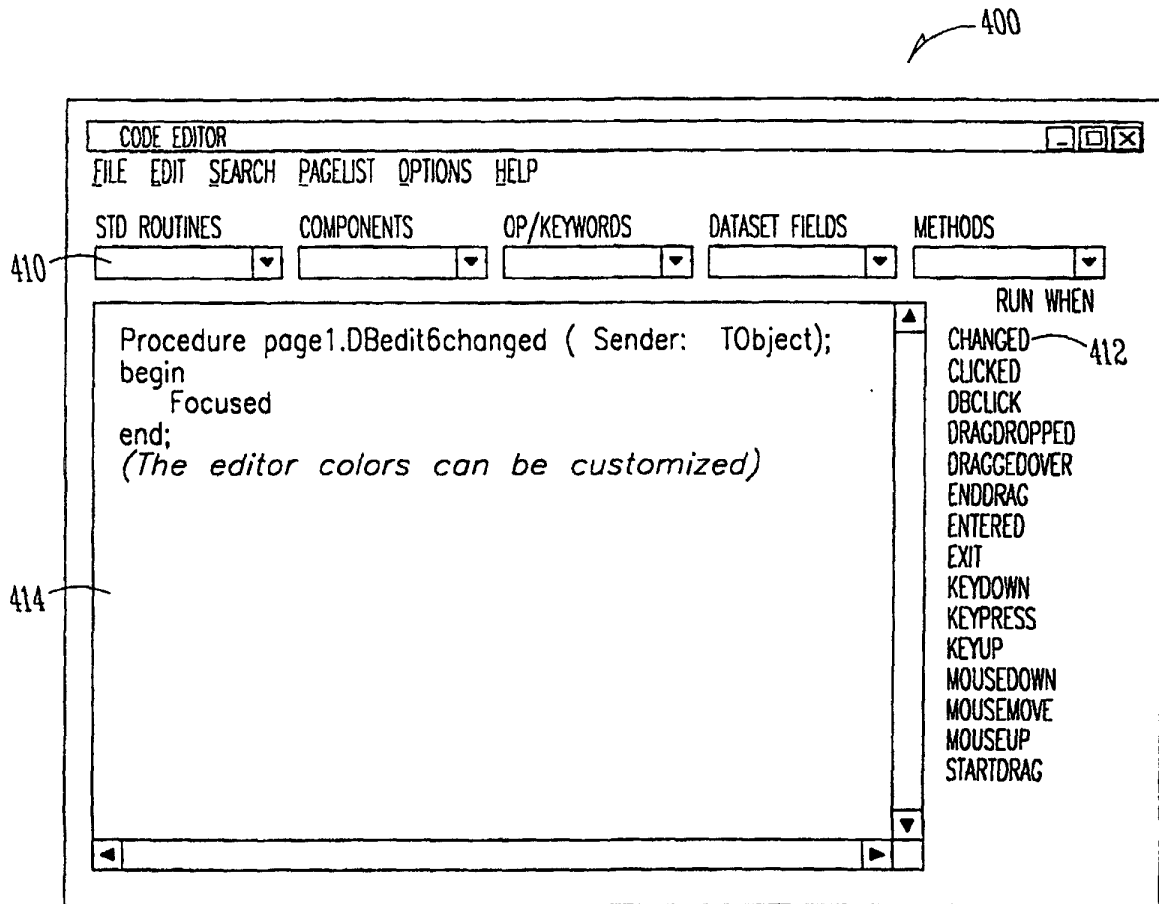 400
CODE EDITOR
FILE EDIT SEARCH PAGELIST OPTIONS HELP
STD ROUTINES COMPONENTS OP/KEYWORDS DATASET FIELDS METHODS
410
RUN WHEN
Procedure page1.DBedit6changed ( Sender: TObject);
begin
Focused
end;
(The editor colors can be customized)
414
CHANGED 412
CLICKED
DBCLICK
DRAGDROPPED
DRAGGEDOVER
ENDDRAG
ENTERED
EXIT
KEYDOWN
KEYPRESS
KEYUP
MOUSEDOWN
MOUSEMOVE
MOUSEUP
STARTDRAG